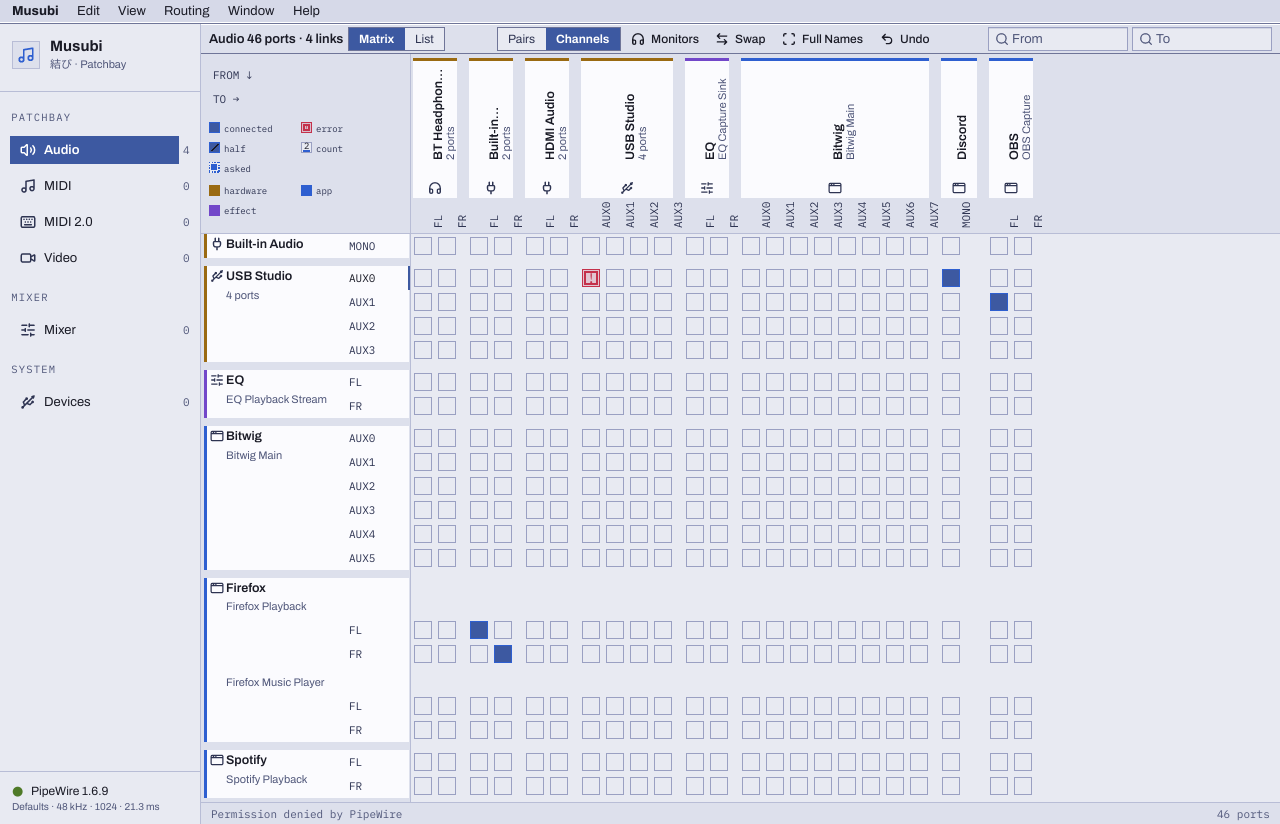 Musubi Edit View Routing Window Help
Musubi
結び · Patchbay
PATCHBAY
Audio 4
MIDI 0
MIDI 2.0 0
Video 0
MIXER
Mixer 0
SYSTEM
Devices 0
PipeWire 1.6.9
Defaults · 48 kHz · 1024 · 21.3 ms
Audio 46 ports · 4 links
Matrix List
Pairs Channels Monitors Swap Full Names Undo
From
To
FROM ↓
TO →
connected error
half 2 count
asked
hardware app
effect
BT Headphon…
2 ports
Built-in…
2 ports
HDMI Audio
2 ports
USB Studio
4 ports
EQ
EQ Capture Sink
Bitwig
Bitwig Main
Discord
OBS
OBS Capture
FL FR FL FR FL FR AUX0 AUX1 AUX2 AUX3 FL FR AUX0 AUX1 AUX2 AUX3 AUX4 AUX5 AUX6 AUX7 MONO FL FR
Built-in Audio MONO
USB Studio AUX0 !
4 ports
AUX1
AUX2
AUX3
EQ FL
EQ Playback Stream
FR
Bitwig AUX0
Bitwig Main
AUX1
AUX2
AUX3
AUX4
AUX5
Firefox
Firefox Playback
FL
FR
Firefox Music Player
FL
FR
Spotify FL
Spotify Playback
FR
Permission denied by PipeWire 46 ports